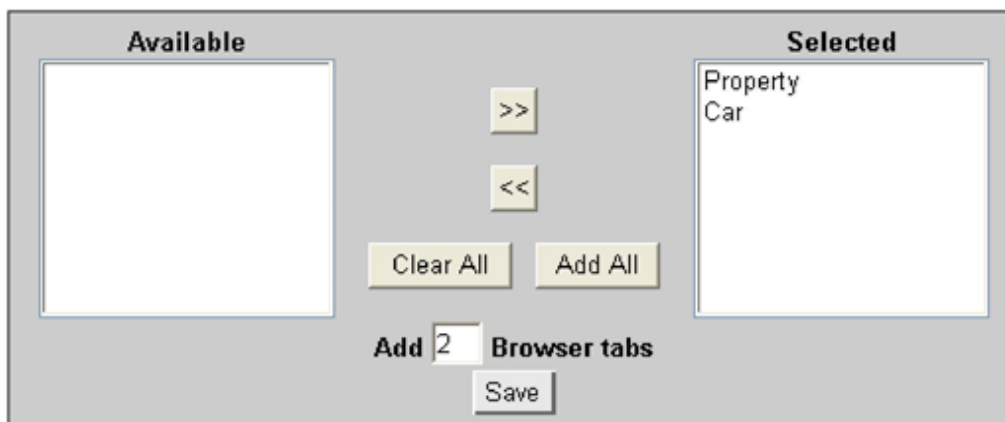 Available
Selected
Property
Car
>>
<<
Clear All
Add All
Add 2 Browser tabs
Save